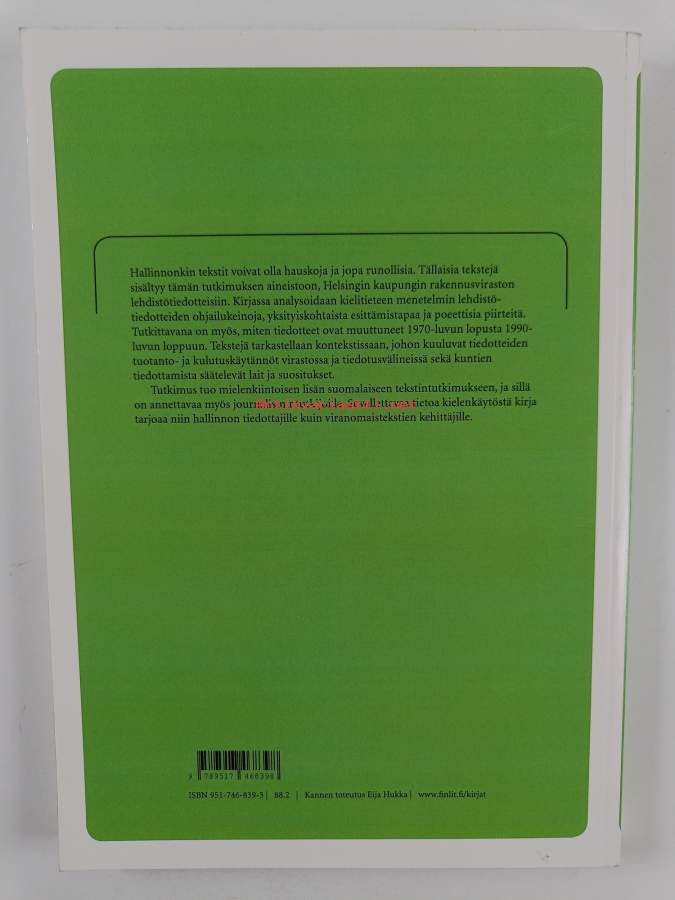 Hallinnonkin tekstit voivat olla hauskoja ja jopa runollisia. Tällaisia tekstejä
sisältyy tämän tutkimuksen aineistoon, Helsingin kaupungin rakennusviraston
lehdistötiedotteisiin. Kirjassa analysoidaan kielitieteen menetelmin lehdistö-
tiedotteiden ohjailukeinoja, yksityiskohtaista esittämistapaa ja poeettisia piirteitä.
Tutkittavana on myös, miten tiedotteet ovat muuttuneet 1970-luvun lopusta 1990-
luvun loppuun. Tekstejä tarkastellaan kontekstissaan, johon kuuluvat tiedotteiden
tuotanto- ja kulutuskäytännöt virastossa ja tiedotusvälineissä sekä kuntien
tiedottamista säätelevät lait ja suositukset.
Tutkimus tuo mielenkiintoisen lisän suomalaiseen tekstintutkimukseen, ja sillä
on annettavaa myös tietoa kielenkäytöstä kirja
tarjoaa niin hallinnon tiedottajille kuin viranomaistekstien kehittäjille.
9 789517 468398
ISBN 951-746-839-5 | 88.2 | Kannen toteutus Eija Hukka | www.finlit.fi/kirjat